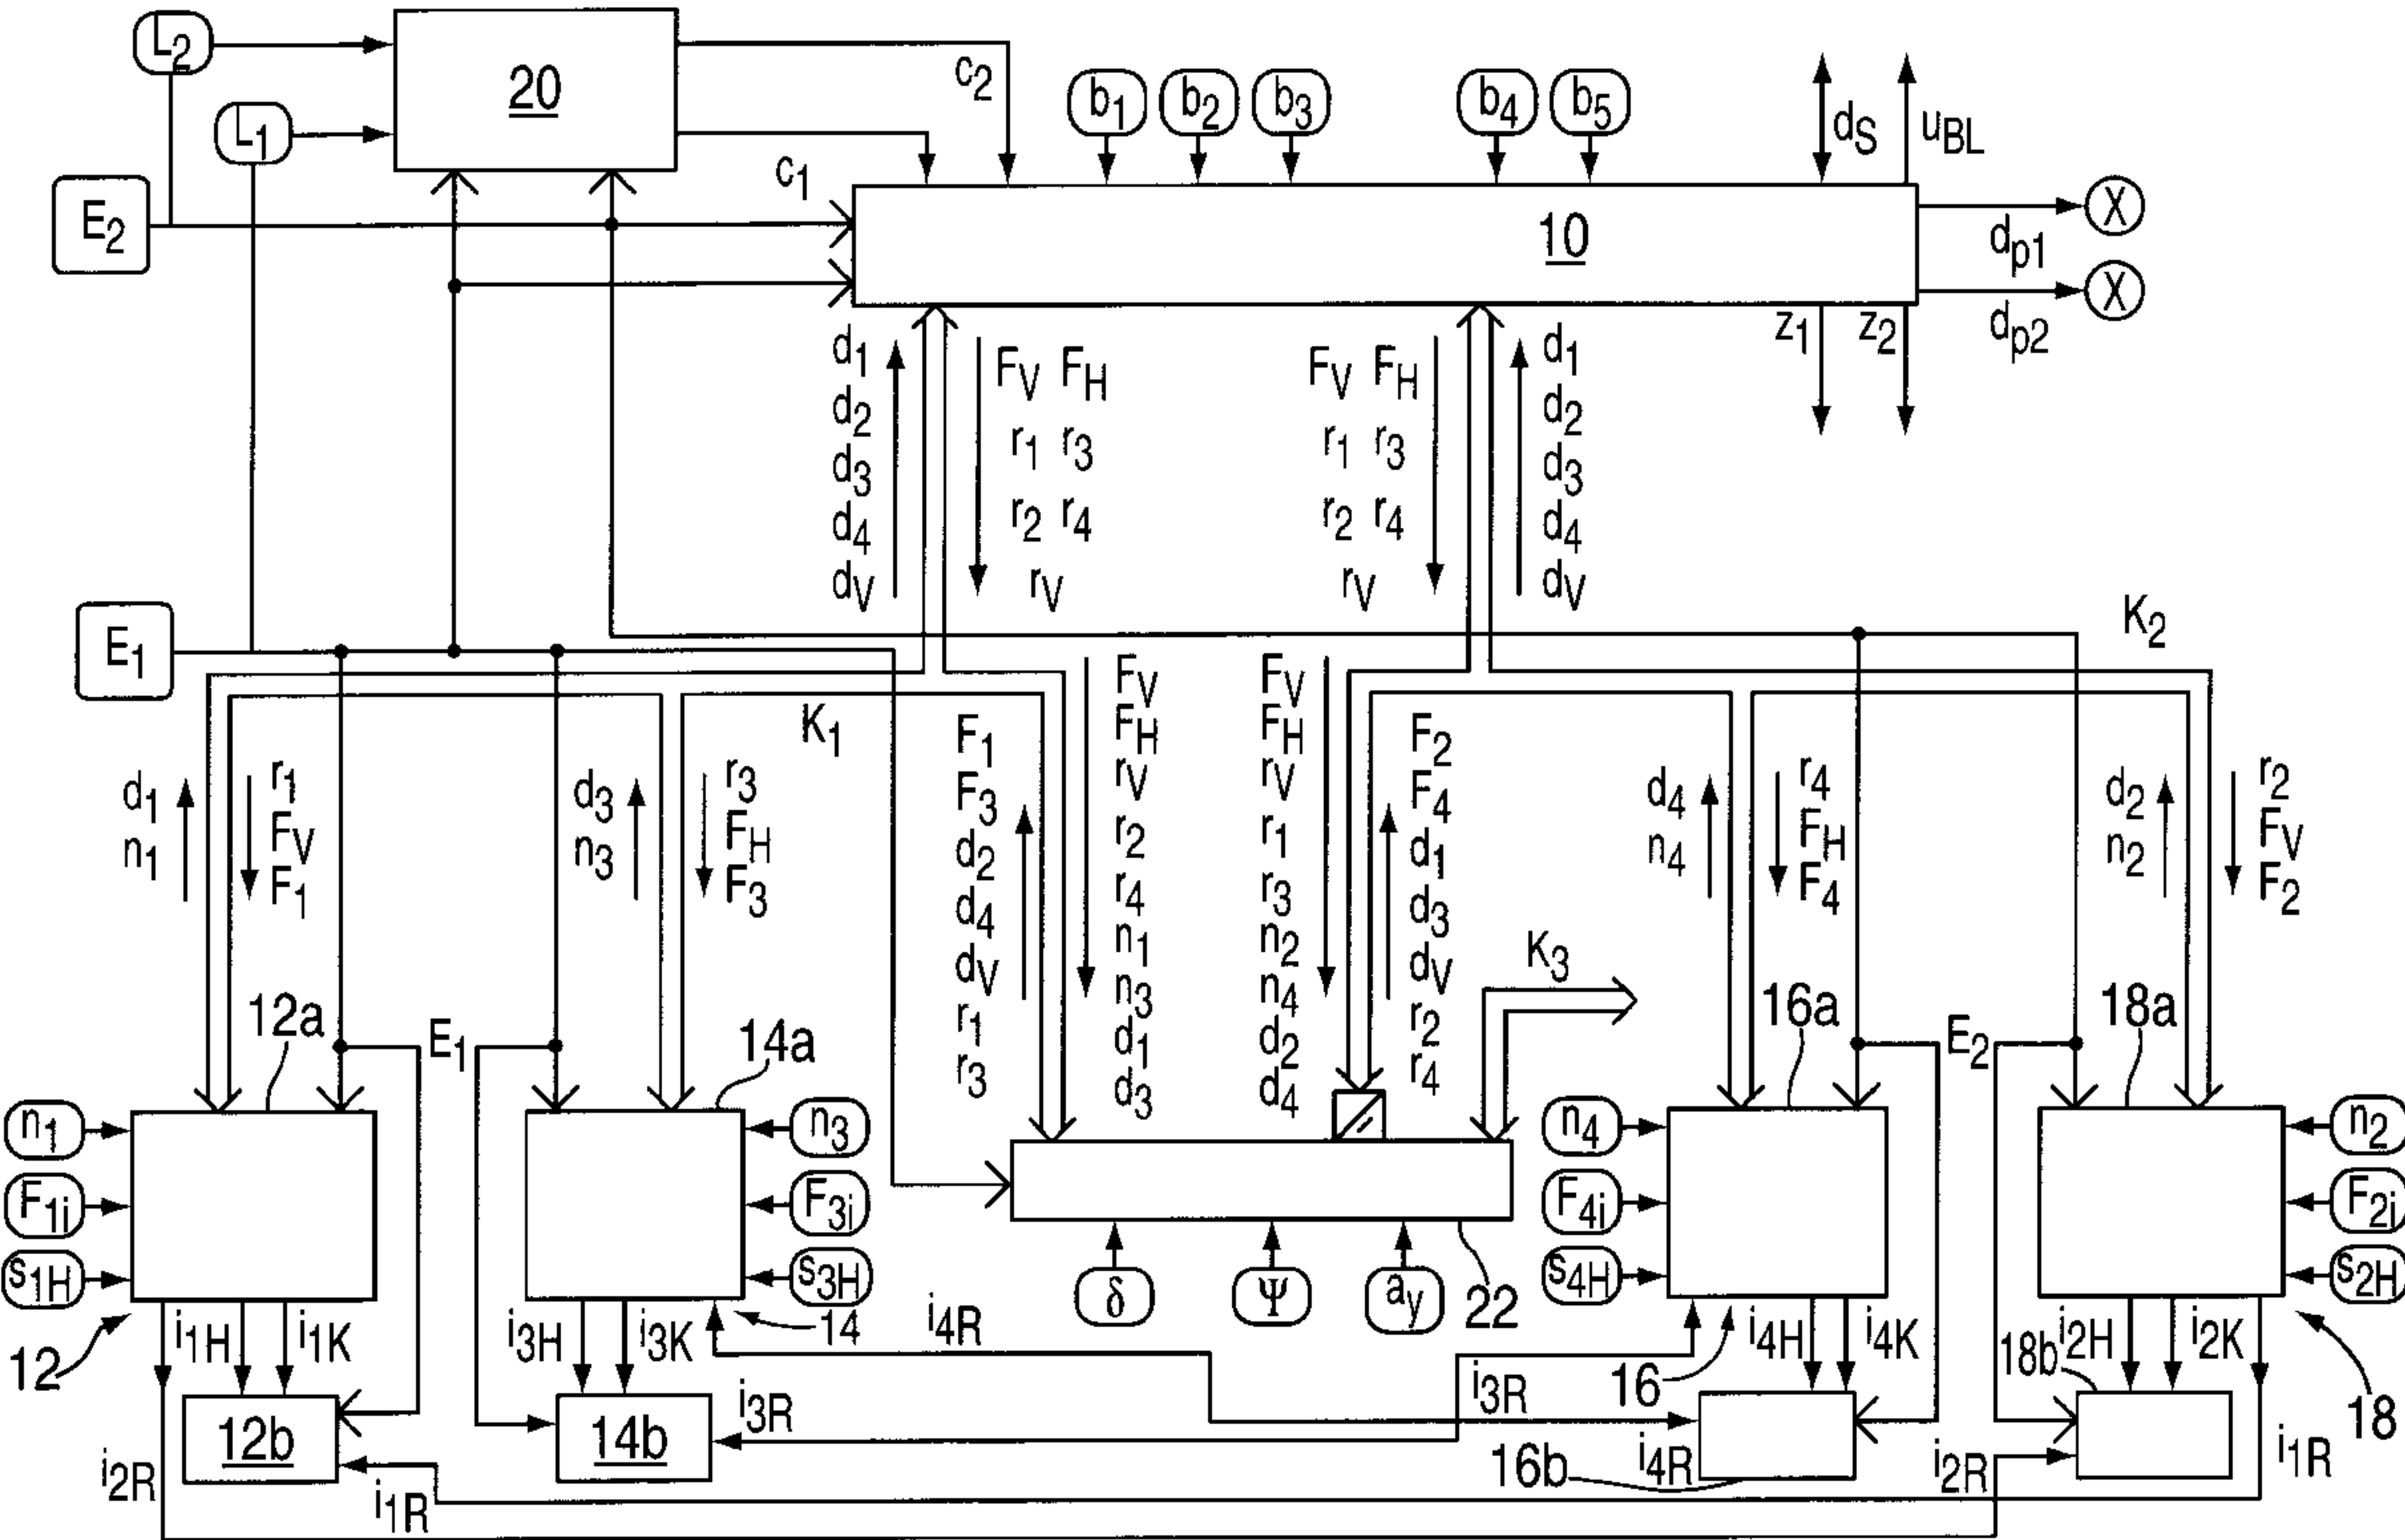 L2
20
c2
b1 b2 b3 b4 b5
dS uBL
L1
c1
E2
10
dp1
X
dp2
X
z1 z2
d1
d2
d3
d4
dV
FV FH
r1 r3
r2 r4
rV
FV FH
r1 r3
r2 r4
rV
d1
d2
d3
d4
dV
E1
K2
K1
d1
n1
r1
FV
F1
d3
n3
r3
FH
F3
F1
F3
d2
d4
dV
r1
r3
FV
FH
rV
r2
r4
n1
n3
d1
d3
FV
FH
rV
r1
r3
n2
n4
d2
d4
F2
F4
d1
d3
dV
r2
r4
K3
d4
n4
r4
FH
F4
d2
n2
r2
FV
F2
12a
E1
14a
16a
E2
18a
n1
F1i
s1H
n3
F3i
s3H
n4
F4i
s4H
n2
F2i
s2H
δ Ψ ay
22
12
i1H i1K
i3H i3K
14
i4R
16
i4H i4K
i2H i2K
18b
18
12b
14b
i3R
i3R
i4R
16b
i2R
i1R
i2R
i1R